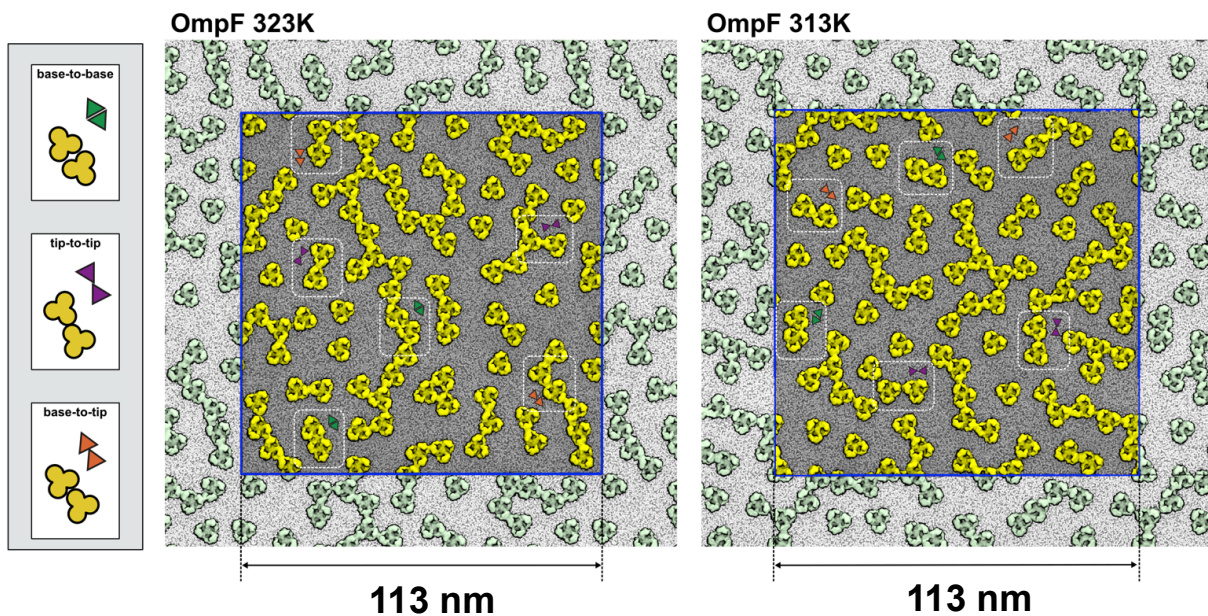 OmpF 323K
OmpF 313K
base-to-base
tip-to-tip
base-to-tip
113 nm
113 nm